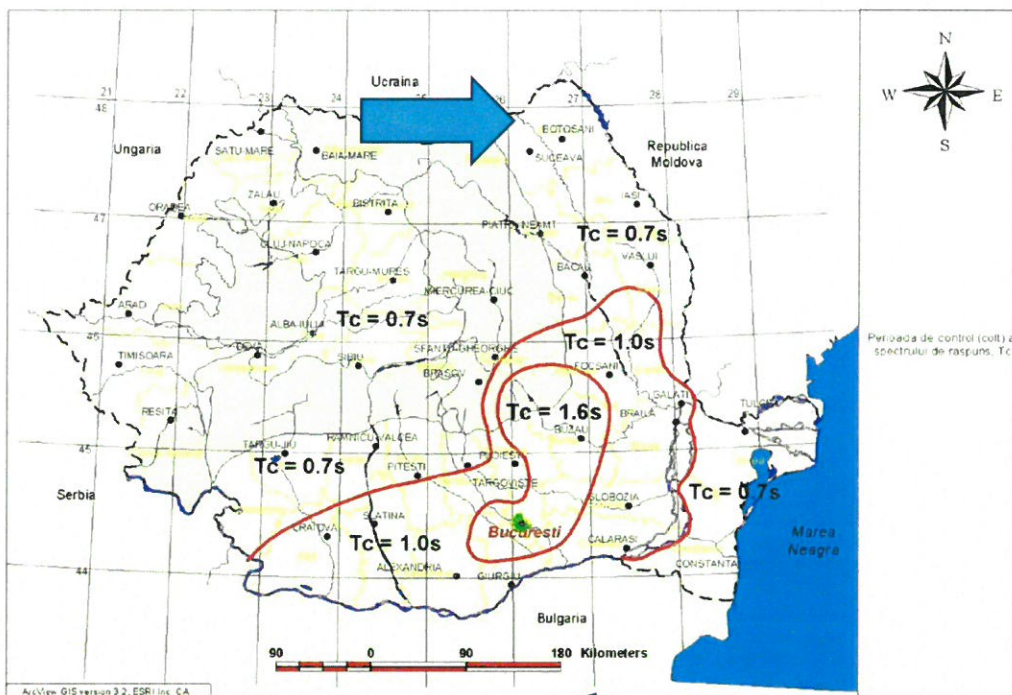 N
W E
S
21
48
23
24
25
26
27
28
29
Ucraina
Ungaria
Republica
Moldova
BOTOSANI
SUCEAVA
SATU-MARE
BAIA-MARE
IASI
ZALAU
BISTRITA
ORADEA
47
PIATRA NEAMT
Tc = 0.7s
CLUJ-NAPOCA
VASLUI
BACAU
TARGU-MURES
MIERCUREA-CIUC
ARAD
ALBA-IULIA
Tc = 0.7s
46
Tc = 1.0s
DEVA
SFANTU-GHEORGHE
TIMISOARA
SIBIU
FOCSANI
BRASOV
Perioada de control (colt) a
spectrului de raspuns, Tc
RESITA
Tc = 1.6s
GALATI
BRAILA
TULCEA
BUZAU
TARGU-JIU
RAMNICU-VALCEA
45
Tc = 0.7s
PITESTI
PLOIESTI
TARGOVISTE
Tc = 0.7s
Serbia
SLOBOZIA
SLATINA
CRAIOVA
Bucuresti
Marea
Neagra
Tc = 1.0s
CALARASI
ALEXANDRIA
CONSTANTA
44
GIURGIU
Bulgaria
90 0 90 180 Kilometers
ArcView GIS version 3.2, ESRI Inc. CA